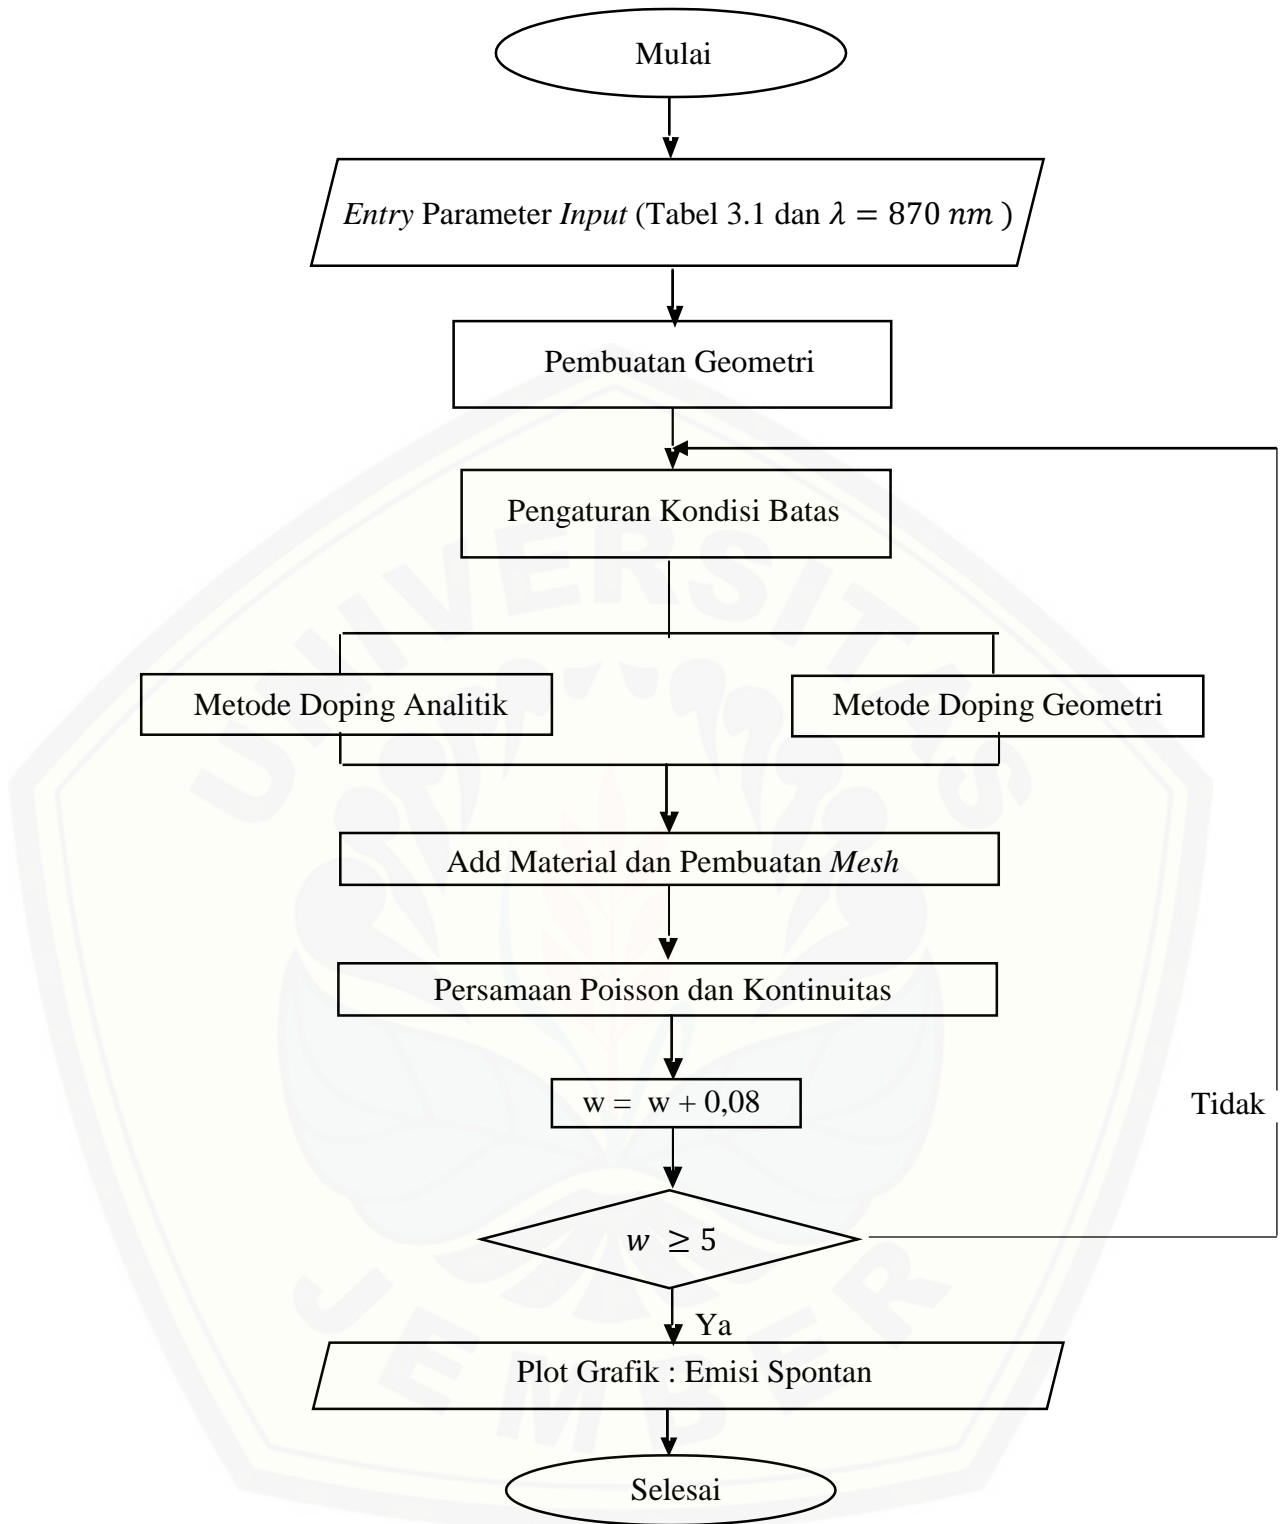 Mulai
Entry Parameter Input (Tabel 3.1 dan λ = 870 nm )
Pembuatan Geometri
Pengaturan Kondisi Batas
Metode Doping Analitik
Metode Doping Geometri
Add Material dan Pembuatan Mesh
Persamaan Poisson dan Kontinuitas
w = w + 0,08
Tidak
w ≥ 5
Ya
Plot Grafik : Emisi Spontan
Selesai
UNIVERSITAS
JEMBER